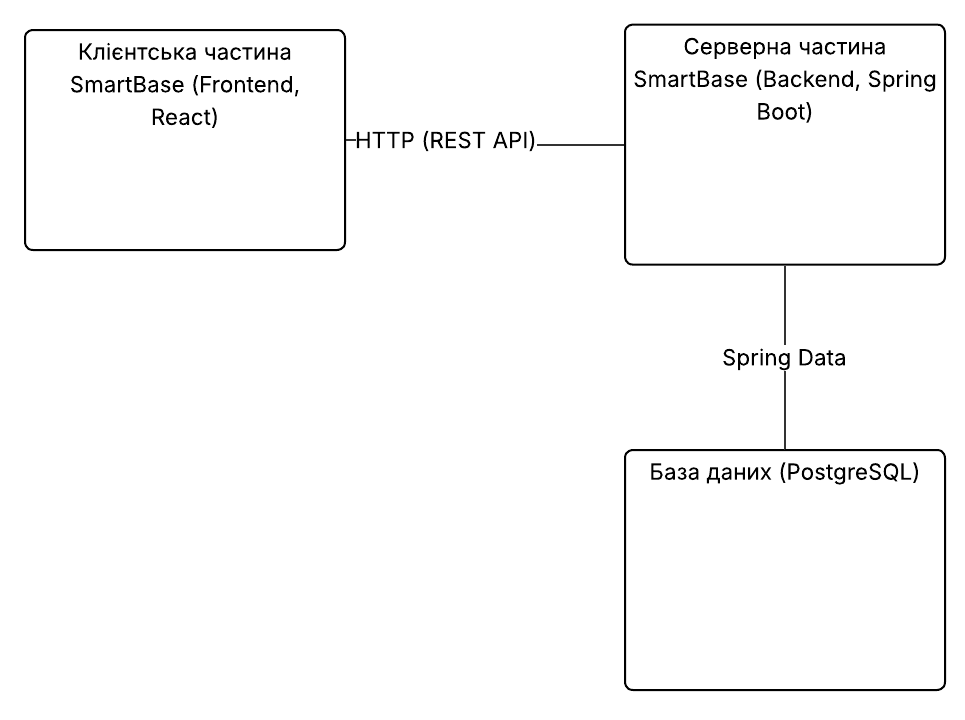 Клієнтська частина
SmartBase (Frontend,
React)
HTTP (REST API)
Серверна частина
SmartBase (Backend, Spring
Boot)
Spring Data
База даних (PostgreSQL)